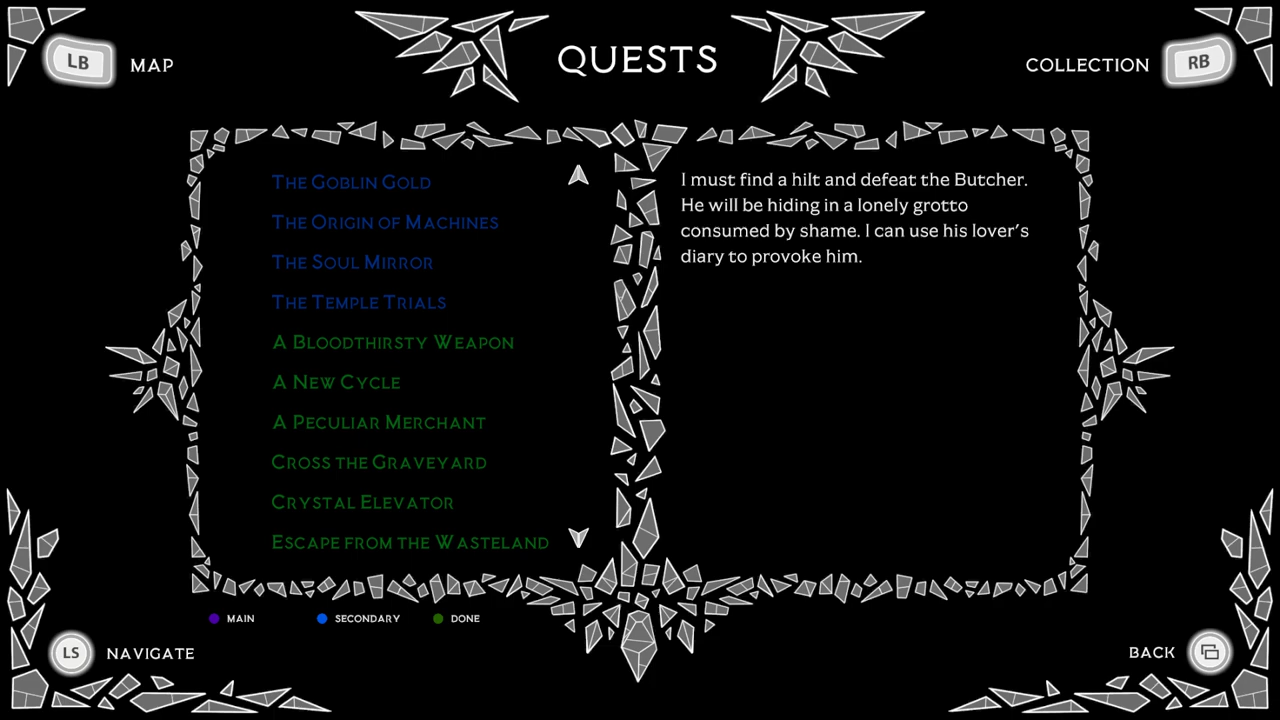 LB
MAP
QUESTS
COLLECTION
RB
The Goblin Gold
The Origin of Machines
The Soul Mirror
The Temple Trials
A Bloodthirsty Weapon
A New Cycle
A Peculiar Merchant
Cross the Graveyard
Crystal Elevator
Escape from the Wasteland
I must find a hilt and defeat the Butcher.
He will be hiding in a lonely grotto
consumed by shame. I can use his lover's
diary to provoke him.
MAIN
SECONDARY
DONE
LS
NAVIGATE
BACK